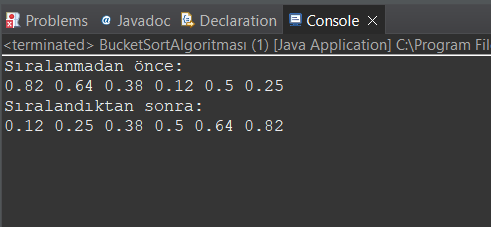 Problems @ Javadoc Declaration Console
<terminated> BucketSortAlgoritması (1) [Java Application] C:\Program File
Sıralanmadan önce:
0.82 0.64 0.38 0.12 0.5 0.25
Sıralandıktan sonra:
0.12 0.25 0.38 0.5 0.64 0.82